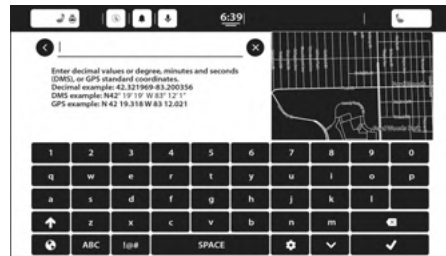 6:39
Enter decimal values or degree, minutes and seconds
(DMS), or GPS standard coordinates.
Decimal example: 42.321969-83.200356
DMS example: N42° 19' 19" W 83° 12' 1"
GPS example: N 42 19.318 W 83 12.021
1 2 3 4 5 6 7 8 9 0
q w e r t y u i o p
a s d f g h j k l
z x c v b n m
ABC !@# SPACE